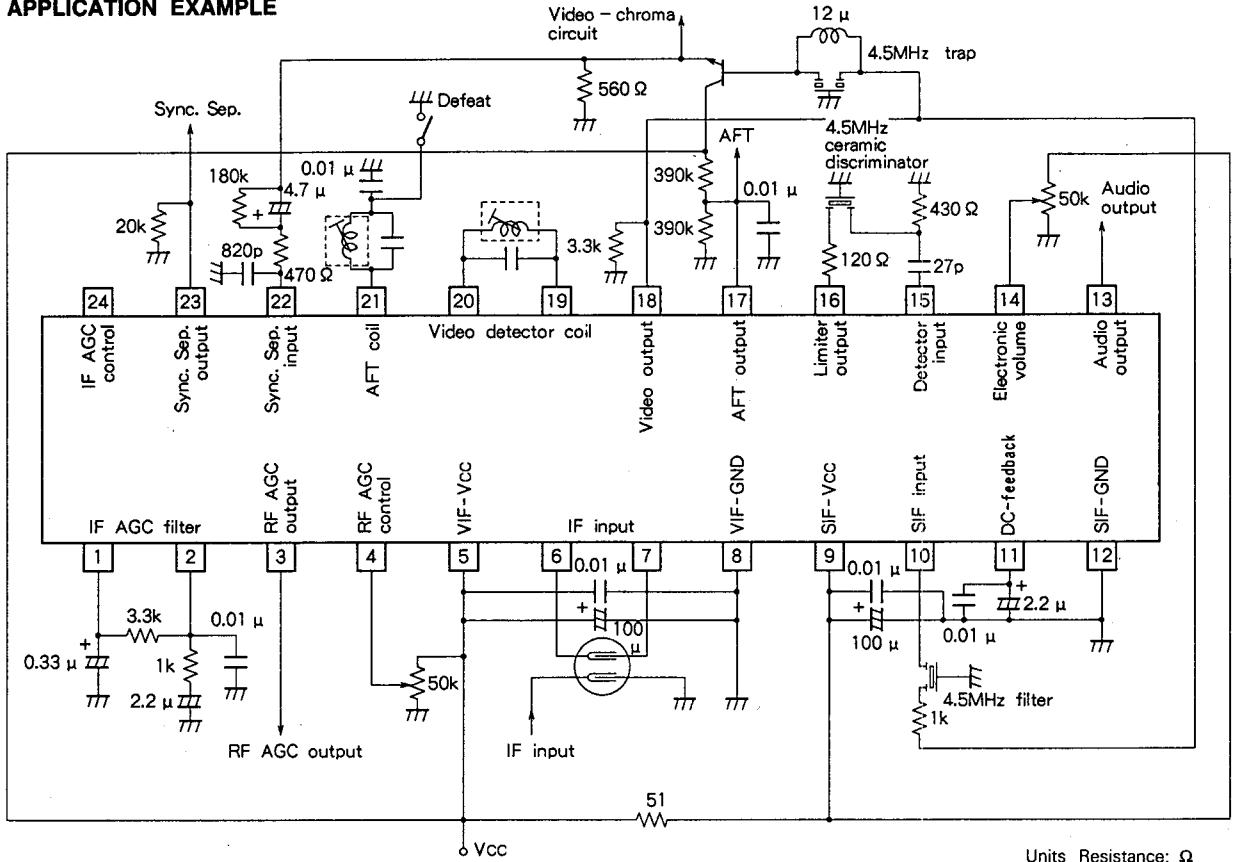 APPLICATION EXAMPLE
Video - chroma
circuit
12 μ
4.5MHz trap
560 Ω
Sync. Sep.
Defeat
AFT
4.5MHz
ceramic
discriminator
0.01 μ
180k
4.7 μ
+
20k
820p
470 Ω
390k
390k
0.01 μ
3.3k
430 Ω
120 Ω
27p
50k
Audio
output
24
23
22
21
20
19
18
17
16
15
14
13
IF AGC
control
Sync. Sep.
output
Sync. Sep.
input
AFT coil
Video detector coil
Video output
AFT output
Limiter
output
Detector
input
Electronic
volume
Audio
output
IF AGC filter
RF AGC
output
RF AGC
control
VIF-Vcc
IF input
VIF-GND
SIF-Vcc
SIF input
DC-feedback
SIF-GND
1
2
3
4
5
6
7
8
9
10
11
12
0.01 μ
+
100
μ
0.01 μ
+
100 μ
0.01 μ
+
2.2 μ
3.3k
0.01 μ
+
0.33 μ
1k
2.2 μ
50k
4.5MHz filter
1k
RF AGC output
IF input
51
Vcc
Units Resistance: Ω